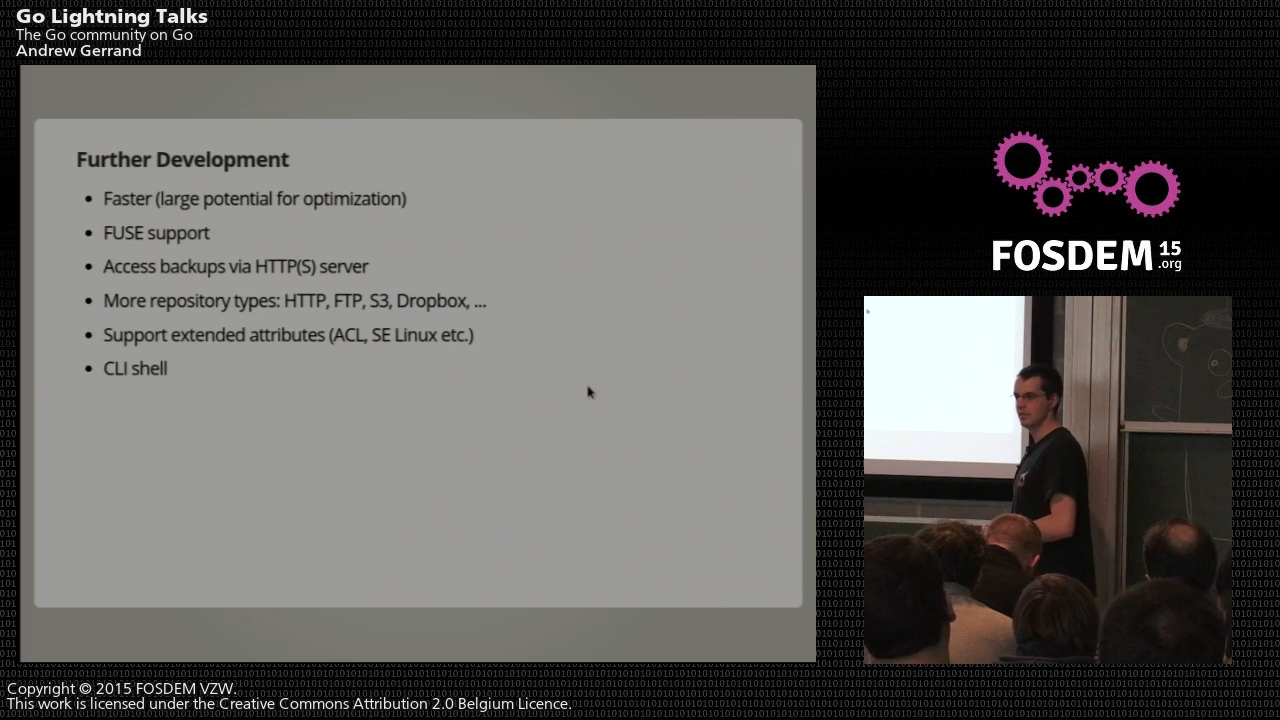 Go Lightning Talks
The Go community on Go
Andrew Gerrand
Further Development
Faster (large potential for optimization)
FUSE support
Access backups via HTTP(S) server
More repository types: HTTP, FTP, S3, Dropbox, ...
Support extended attributes (ACL, SE Linux etc.)
CLI shell
FOSDEM 15
.org
Copyright © 2015 FOSDEM VZW.
This work is licensed under the Creative Commons Attribution 2.0 Belgium Licence.